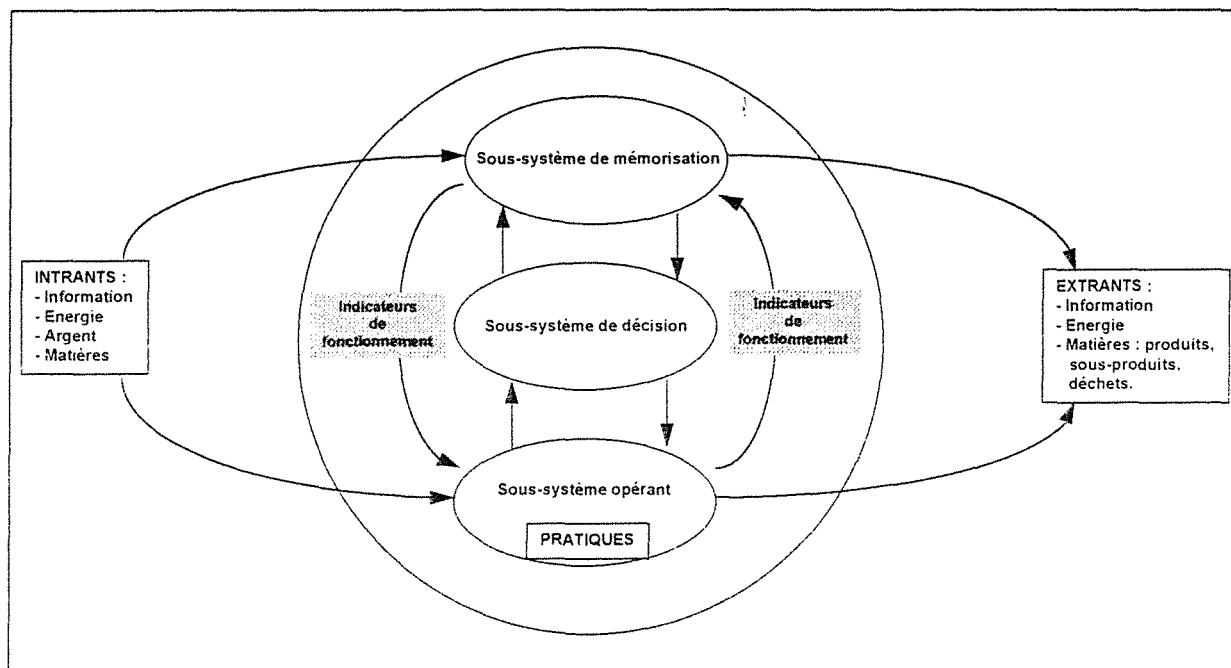 Sous-système de mémorisation
INTRANTS :
- Information
- Energie
- Argent
- Matières
Indicateurs
de
fonctionnement
Sous-système de décision
Indicateurs
de
fonctionnement
EXTRANTS :
- Information
- Energie
- Matières : produits,
sous-produits,
déchets.
Sous-système opérant
PRATIQUES